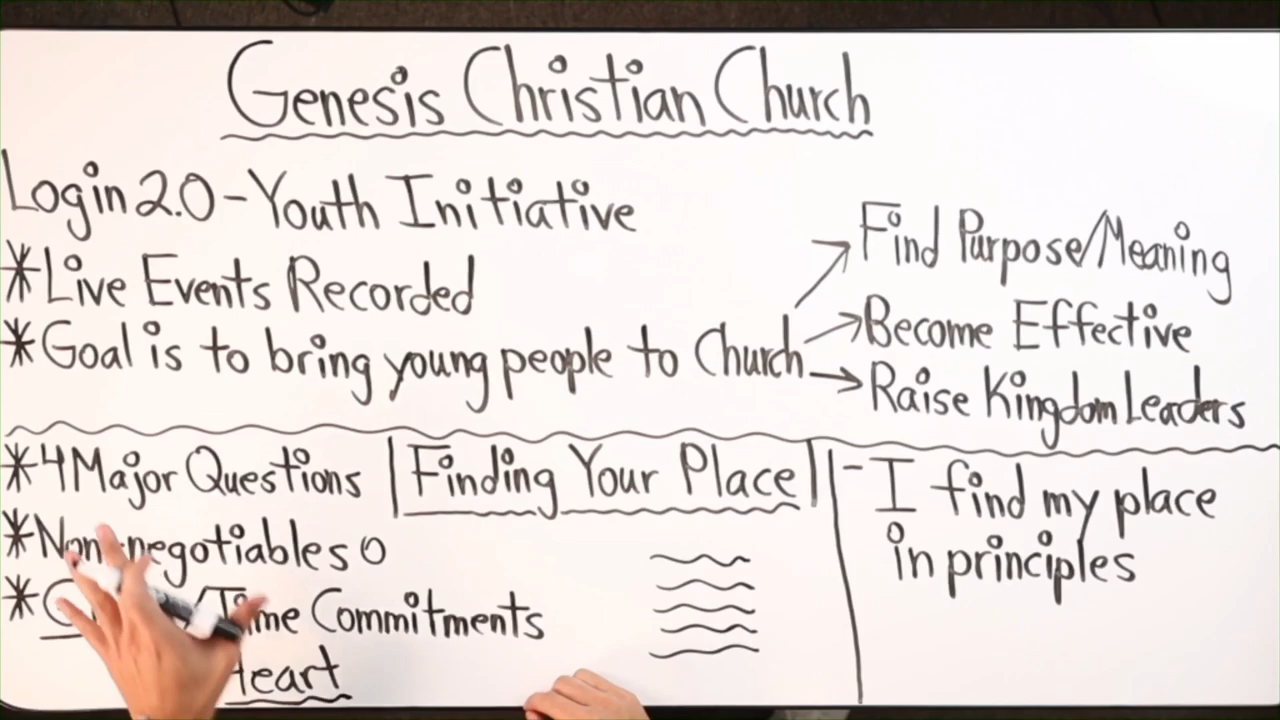 Genesis Christian Church
Login 2.0 - Youth Initiative
* Live Events Recorded
* Goal is to bring young people to Church
→ Find Purpose/Meaning
→ Become Effective
→ Raise Kingdom Leaders
* 4 Major Questions
* Non-negotiables O
* /Time Commitments
Heart
Finding Your Place
- I find my place
in principles